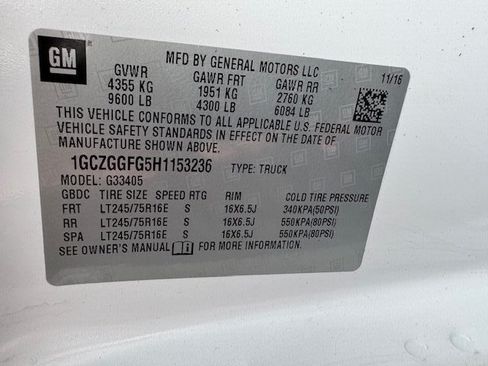 GM
MFD BY GENERAL MOTORS LLC
11/16
GVWR GAWR FRT GAWR RR
4355 KG 1951 KG 2760 KG
9600 LB 4300 LB 6084 LB
THIS VEHICLE CONFORMS TO ALL APPLICABLE U.S. FEDERAL MOTOR
VEHICLE SAFETY STANDARDS IN EFFECT ON THE DATE OF
MANUFACTURE SHOWN ABOVE.
1GCZGGFG5H1153236 TYPE: TRUCK
MODEL: G33405
GBDC TIRE SIZE SPEED RTG RIM COLD TIRE PRESSURE
FRT LT245/75R16E S 16X6.5J 340KPA(50PSI)
RR LT245/75R16E S 16X6.5J 550KPA(80PSI)
SPA LT245/75R16E S 16X6.5J 550KPA(80PSI)
SEE OWNER'S MANUAL FOR MORE INFORMATION.